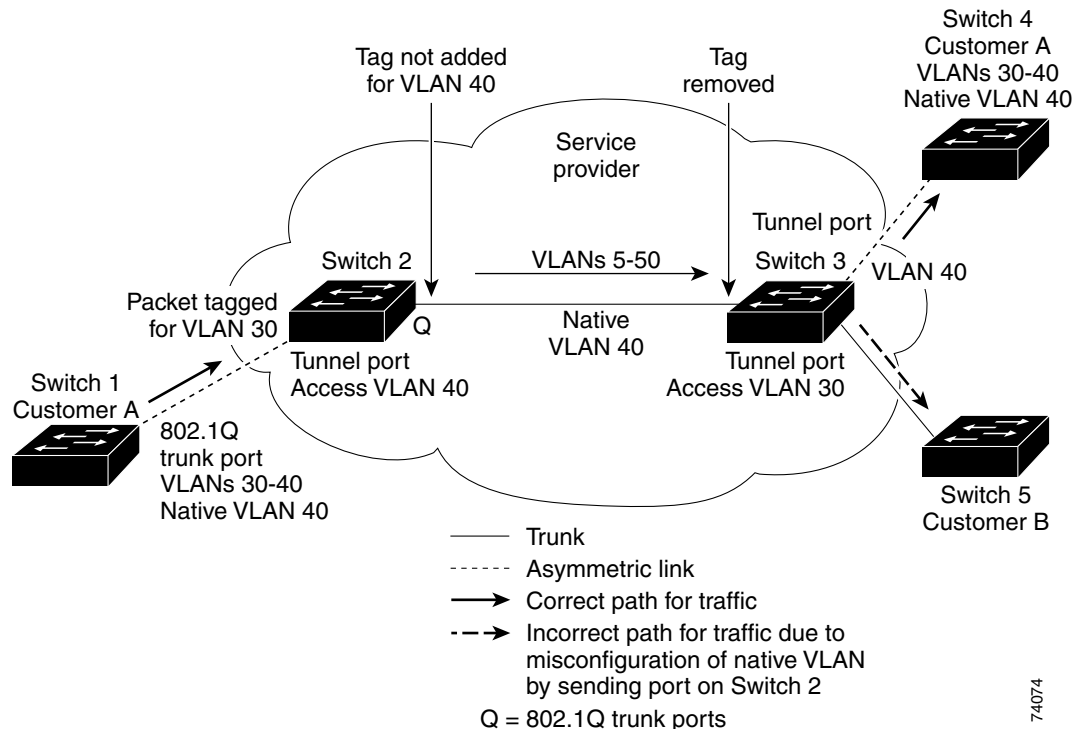 Tag not added
for VLAN 40
Tag
removed
Switch 4
Customer A
VLANs 30-40
Native VLAN 40
Service
provider
Tunnel port
Switch 2
VLANs 5-50
Switch 3
VLAN 40
Packet tagged
for VLAN 30
Q
Native
VLAN 40
Tunnel port
Access VLAN 40
Tunnel port
Access VLAN 30
Switch 1
Customer A
802.1Q
trunk port
VLANs 30-40
Native VLAN 40
Switch 5
Customer B
Trunk
Asymmetric link
Correct path for traffic
Incorrect path for traffic due to
misconfiguration of native VLAN
by sending port on Switch 2
Q = 802.1Q trunk ports
74074